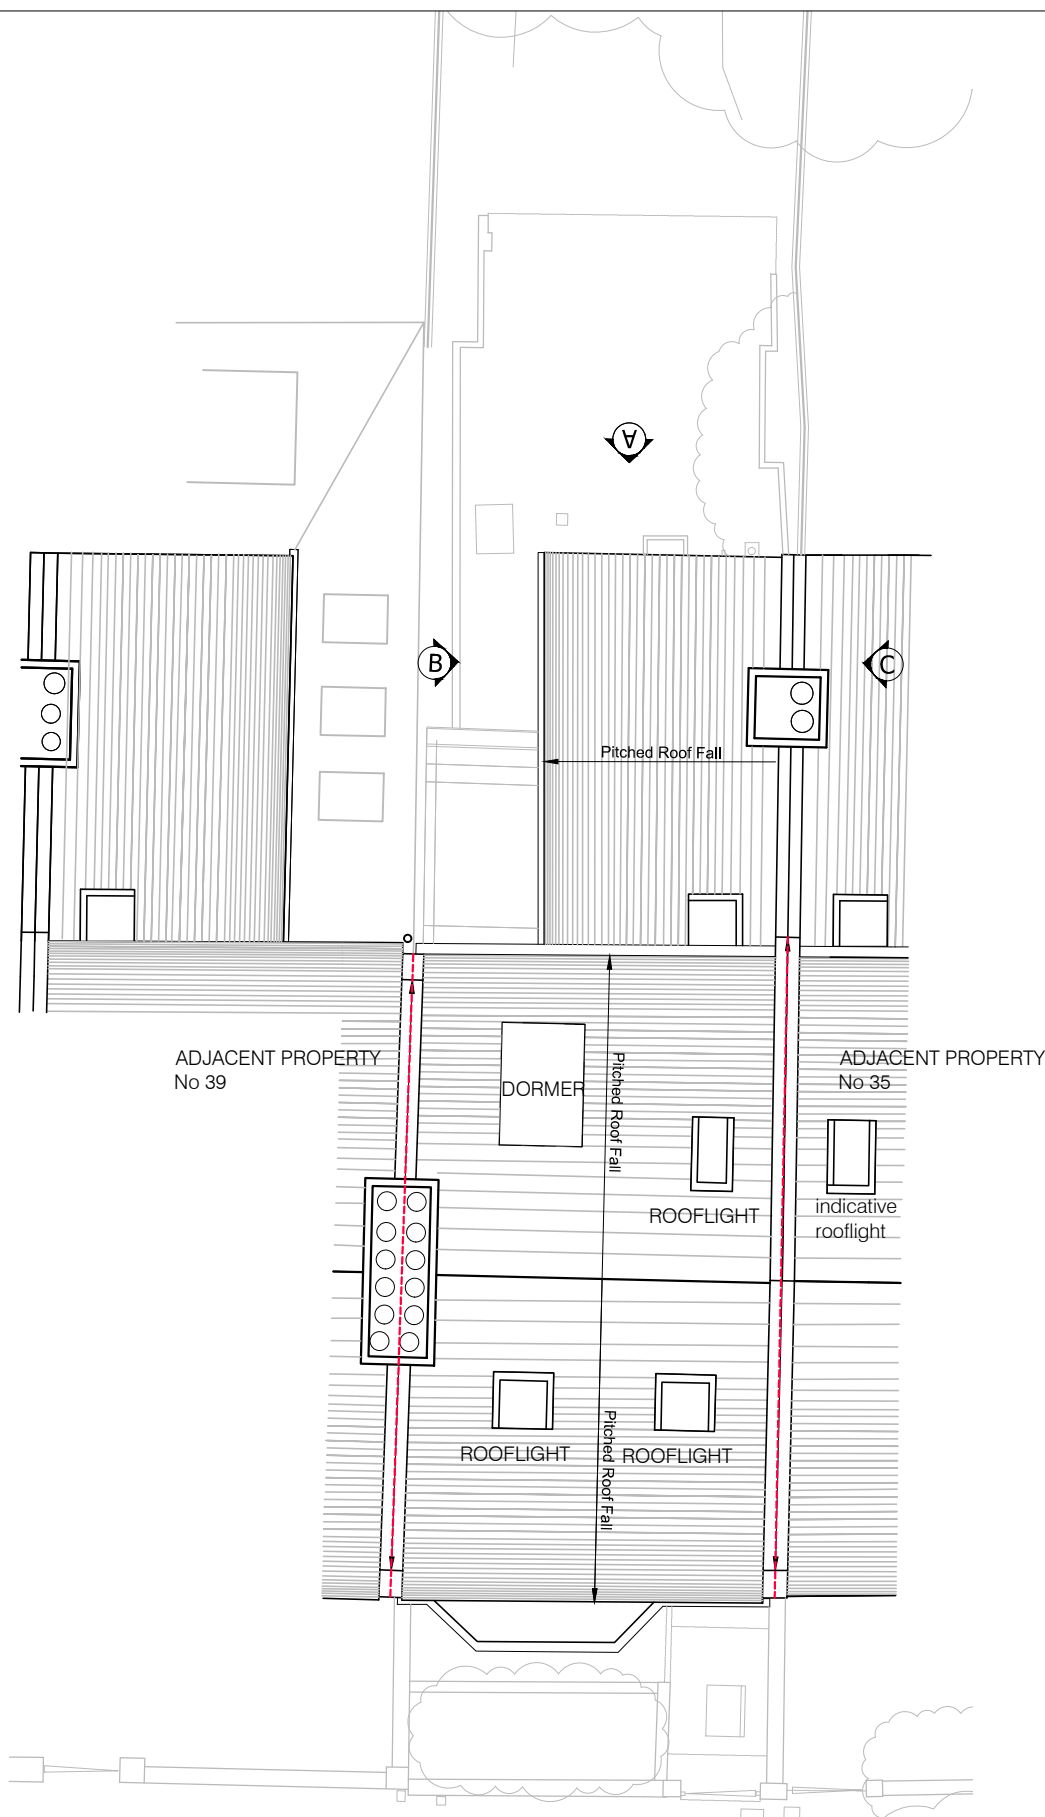 A
B
C
Pitched Roof Fall
ADJACENT PROPERTY
No 39
ADJACENT PROPERTY
No 35
DORMER
Pitched Roof Fall
ROOFLIGHT
indicative
rooflight
Pitched Roof Fall
ROOFLIGHT
ROOFLIGHT